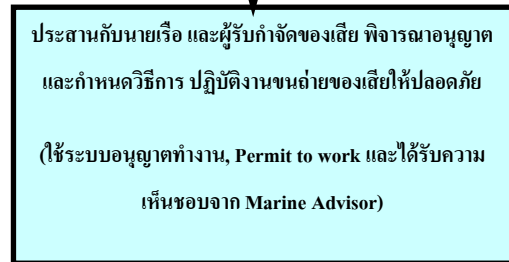 ประสานกับนายเรือ และผู้รับกำจัดของเสีย พิจารณาอนุญาต
และกำหนดวิธีการ ปฏิบัติงานขนถ่ายของเสียให้ปลอดภัย
(ใช้ระบบอนุญาตทำงาน, Permit to work และได้รับความ
เห็นชอบจาก Marine Advisor)